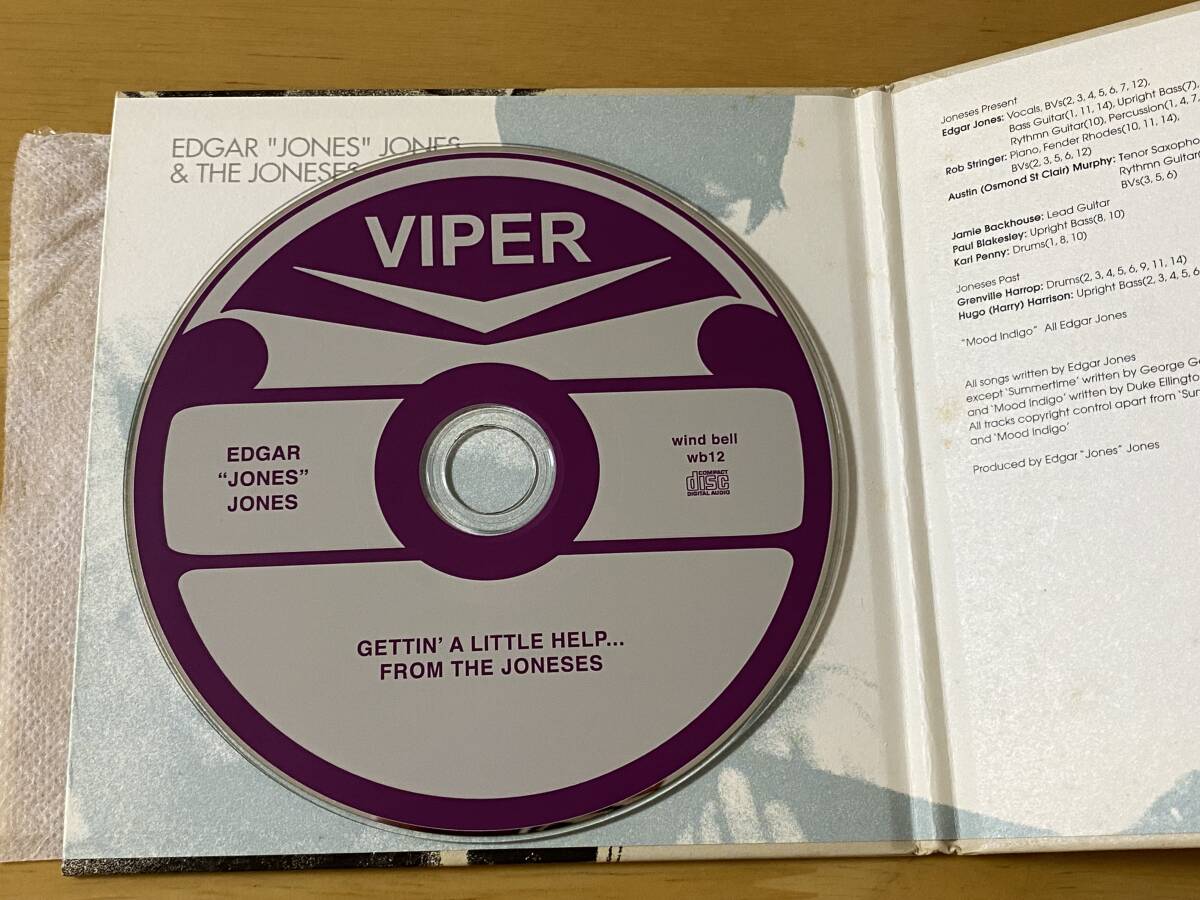 EDGAR "JONES" JONES
& THE JONESES
VIPER
EDGAR
“JONES”
JONES
wind bell
wb12
COMPACT
disc
DIGITAL AUDIO
GETTIN’ A LITTLE HELP...
FROM THE JONESES
Joneses Present
Edgar Jones: Vocals, BVs(2, 3, 4, 5, 6, 7, 12),
Bass Guitar(1, 11, 14), Upright Bass(7),
Rythmn Guitar(10), Percussion(1, 4, 7,
Rob Stringer: Piano, Fender Rhodes(10, 11, 14),
BVs(2, 3, 5, 6, 12)
Austin (Osmond St Clair) Murphy: Tenor
Rythmn
BVs(3, 5, 6)
Jamie Backhouse: Lead Guitar
Paul Blakesley: Upright Bass(8, 10)
Karl Penny: Drums(1, 8, 10)
Joneses Past
Grenville Harrop: Drums(2, 3, 4, 5, 6, 9, 11, 14)
Hugo (Harry) Harrison: Upright Bass(2, 3, 4, 5, 6
“Mood Indigo” All Edgar Jones
All songs written by Edgar Jones
except ‘Summertime’ written by George
and ‘Mood Indigo’ written by Duke
All tracks copyright control apart from
and ‘Mood Indigo’
Produced by Edgar “Jones” Jones